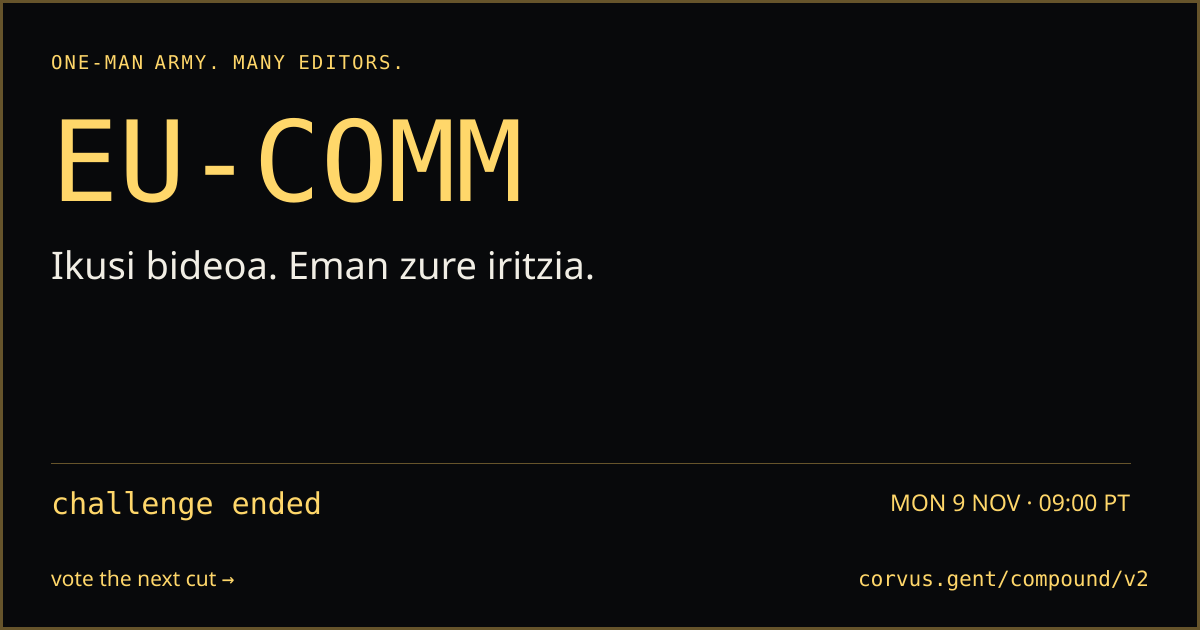 ONE-MAN ARMY. MANY EDITORS.
EU-COMM
Ikusi bideoa. Eman zure iritzia.
challenge ended
MON 9 NOV · 09:00 PT
vote the next cut →
corvus.gent/compound/v2